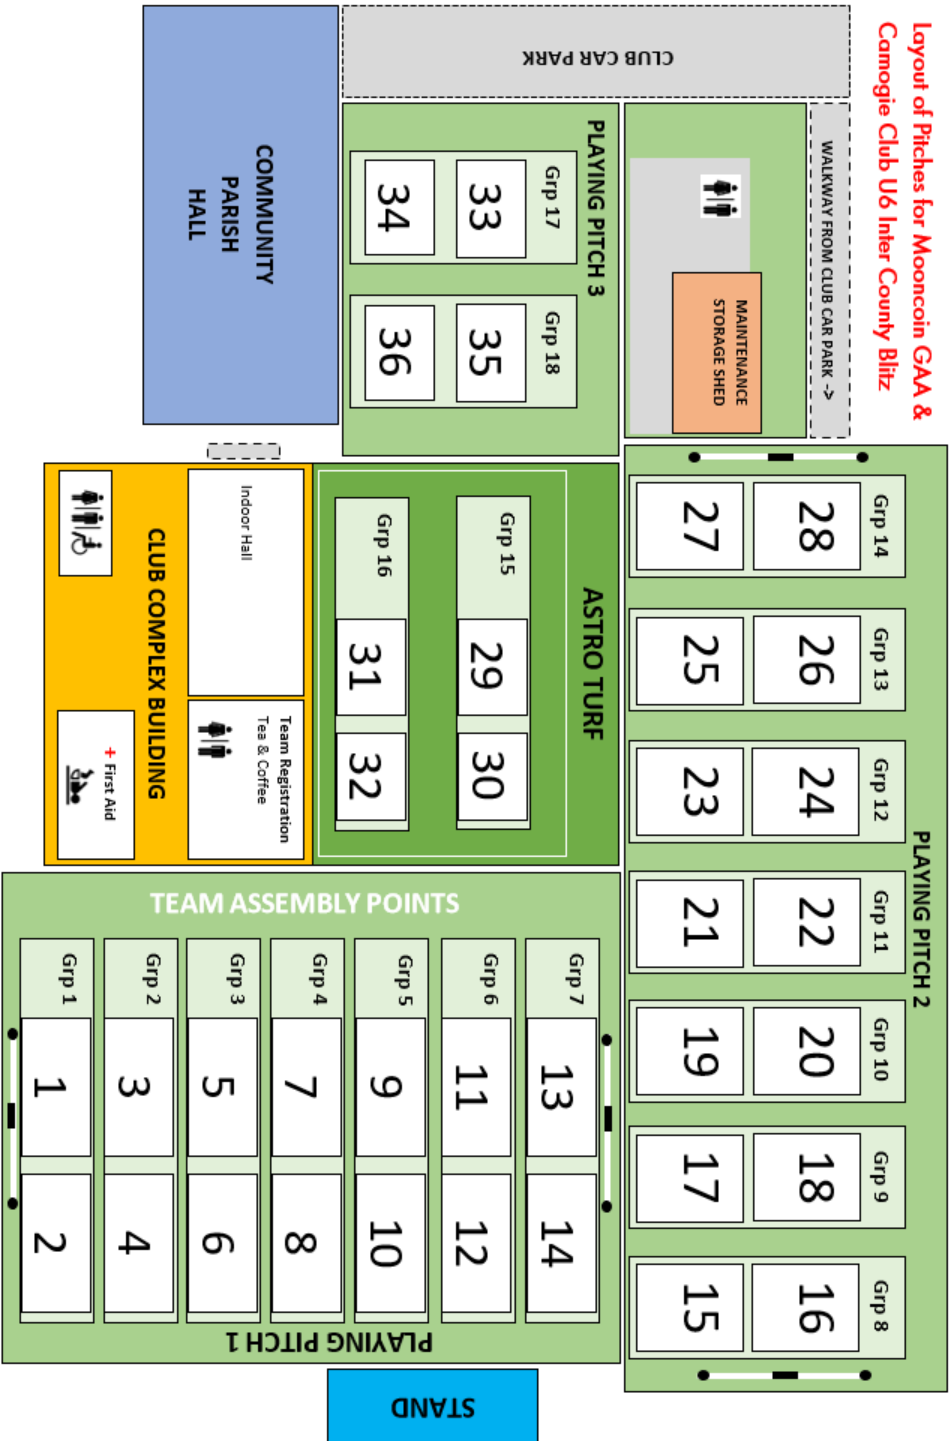 Layout of Pitches for Mooncoin GAA &
Camogie Club U6 Inter County Blitz
CLUB CAR PARK
WALKWAY FROM CLUB CAR PARK ->
MAINTENANCE
STORAGE SHED
PLAYING PITCH 3
Grp 17
33
34
Grp 18
35
36
COMMUNITY
PARISH
HALL
PLAYING PITCH 2
Grp 14
28
27
Grp 13
26
25
Grp 12
24
23
Grp 11
22
21
Grp 10
20
19
Grp 9
18
17
Grp 8
16
15
ASTRO TURF
Grp 15
29
30
Grp 16
31
32
Indoor Hall
Team Registration
Tea & Coffee
CLUB COMPLEX BUILDING
+ First Aid
TEAM ASSEMBLY POINTS
Grp 7
13
14
Grp 6
11
12
Grp 5
9
10
Grp 4
7
8
Grp 3
5
6
Grp 2
3
4
Grp 1
1
2
PLAYING PITCH 1
STAND